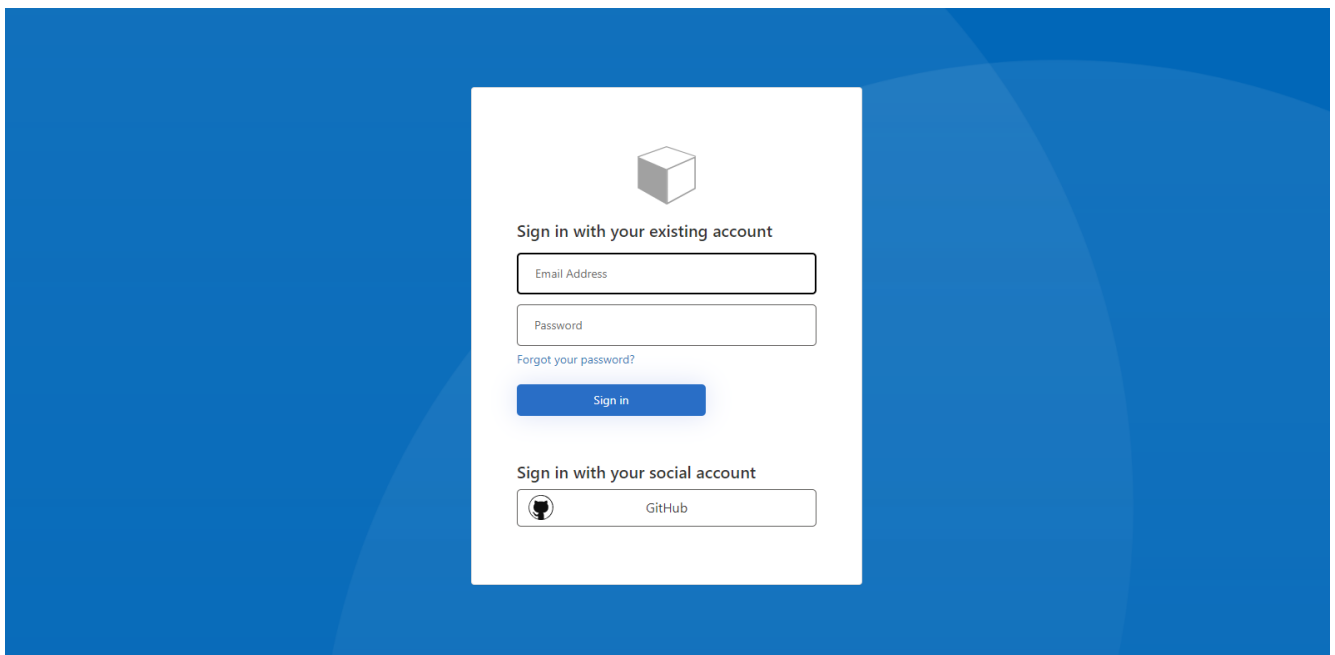 Sign in with your existing account
Email Address
Password
Forgot your password?
Sign in
Sign in with your social account
GitHub